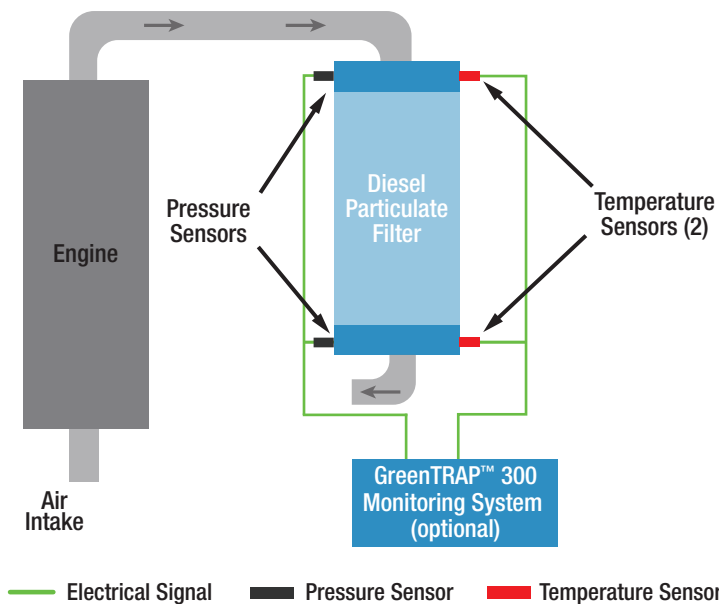 Diesel
Particulate
Filter
Pressure
Sensors
Temperature
Sensors (2)
Engine
Air
Intake
GreenTRAP™ 300
Monitoring System
(optional)
Electrical Signal
Pressure Sensor
Temperature Sensor